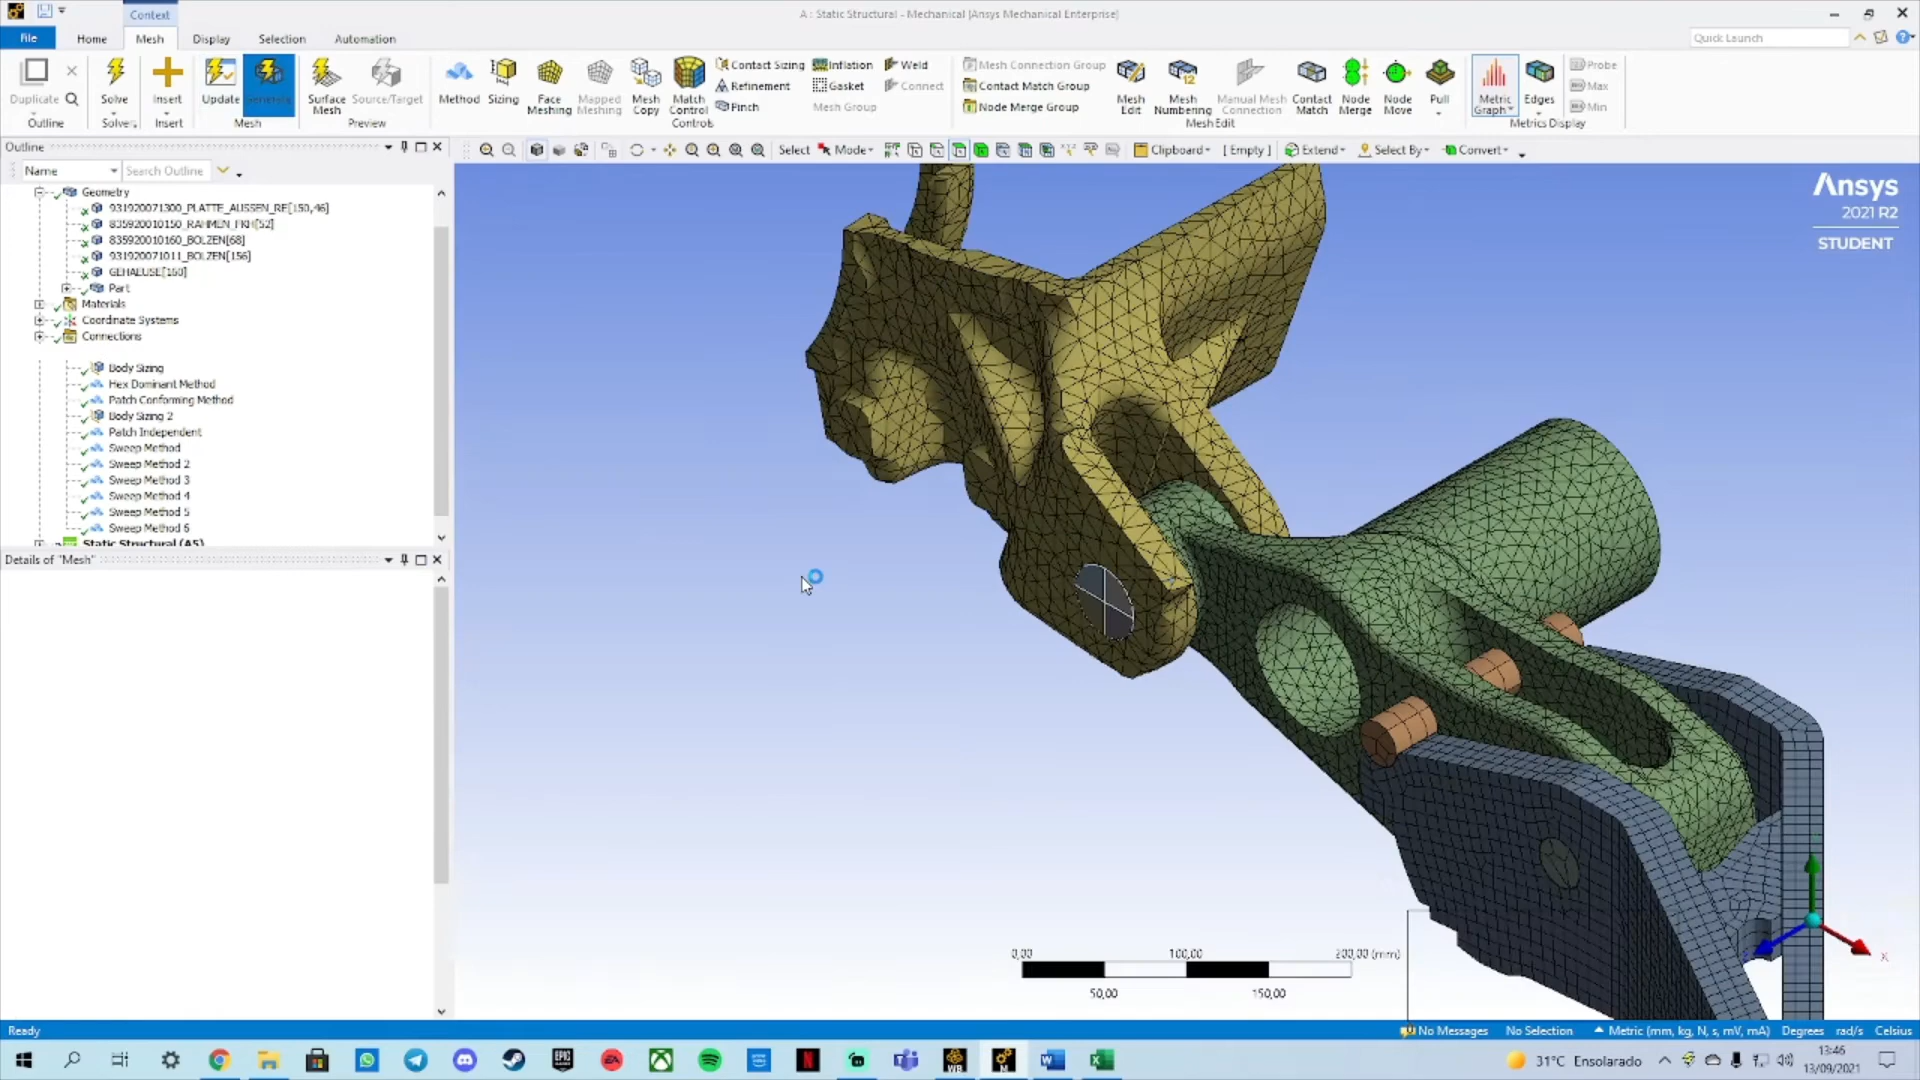 Context
A : Static Structural - Mechanical [Ansys Mechanical Enterprise]
File
Home
Mesh
Display
Selection
Automation
Quick Launch
Duplicate
Outline
Solve
Solve
Insert
Insert
Update
Generate
Mesh
Surface Mesh
Source/Target
Preview
Method
Sizing
Face Meshing
Mapped Meshing
Mesh Copy
Match Control
Contact Sizing
Refinement
Pinch
Inflation
Gasket
Mesh Group
Weld
Connect
Controls
Mesh Connection Group
Contact Match Group
Node Merge Group
Mesh Edit
Mesh Numbering
Manual Mesh Connection
Contact Match
Node Merge
Node Move
Pull
Mesh Edit
Metric Graph
Edges
Probe
Max
Min
Metrics Display
Outline
Name
Search Outline
Select
Mode
Clipboard
[ Empty ]
Extend
Select By
Convert
Geometry
931920071300_PLATTE_AUSSEN_RE[150,46]
835920010150_RAHMEN_FKH[52]
835920010160_BOLZEN[68]
931920071011_BOLZEN[156]
GEHAEUSE[160]
Part
Materials
Coordinate Systems
Connections
Body Sizing
Hex Dominant Method
Patch Conforming Method
Body Sizing 2
Patch Independent
Sweep Method
Sweep Method 2
Sweep Method 3
Sweep Method 4
Sweep Method 5
Sweep Method 6
Static Structural (A5)
Details of "Mesh"
Ansys
2021 R2
STUDENT
0,00
100,00
200,00 (mm)
50,00
150,00
X
Ready
No Messages
No Selection
Metric (mm, kg, N, s, mV, mA)
Degrees
rad/s
Celsius
31°C Ensolarado
13:46
13/09/2021